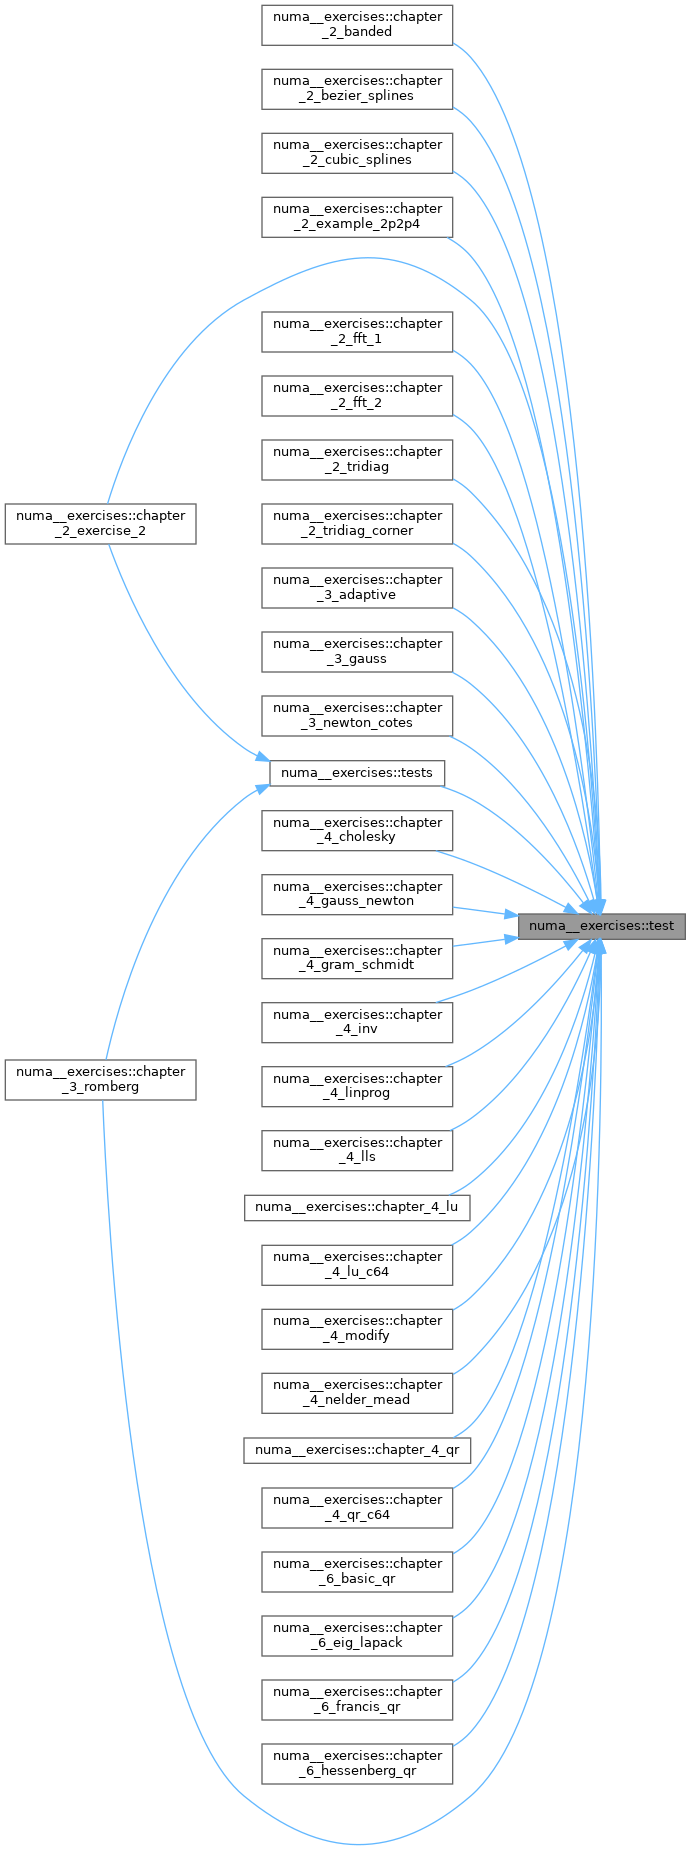 numa__exercises::chapter
_2_banded
numa__exercises::chapter
_2_bezier_splines
numa__exercises::chapter
_2_cubic_splines
numa__exercises::chapter
_2_example_2p2p4
numa__exercises::chapter
_2_fft_1
numa__exercises::chapter
_2_fft_2
numa__exercises::chapter
_2_tridiag
numa__exercises::chapter
_2_exercise_2
numa__exercises::chapter
_2_tridiag_corner
numa__exercises::chapter
_3_adaptive
numa__exercises::chapter
_3_gauss
numa__exercises::chapter
_3_newton_cotes
numa__exercises::tests
numa__exercises::chapter
_4_cholesky
numa__exercises::chapter
_4_gauss_newton
numa__exercises::test
numa__exercises::chapter
_4_gram_schmidt
numa__exercises::chapter
_4_inv
numa__exercises::chapter
_3_romberg
numa__exercises::chapter
_4_linprog
numa__exercises::chapter
_4_lls
numa__exercises::chapter_4_lu
numa__exercises::chapter
_4_lu_c64
numa__exercises::chapter
_4_modify
numa__exercises::chapter
_4_nelder_mead
numa__exercises::chapter_4_qr
numa__exercises::chapter
_4_qr_c64
numa__exercises::chapter
_6_basic_qr
numa__exercises::chapter
_6_eig_lapack
numa__exercises::chapter
_6_francis_qr
numa__exercises::chapter
_6_hessenberg_qr